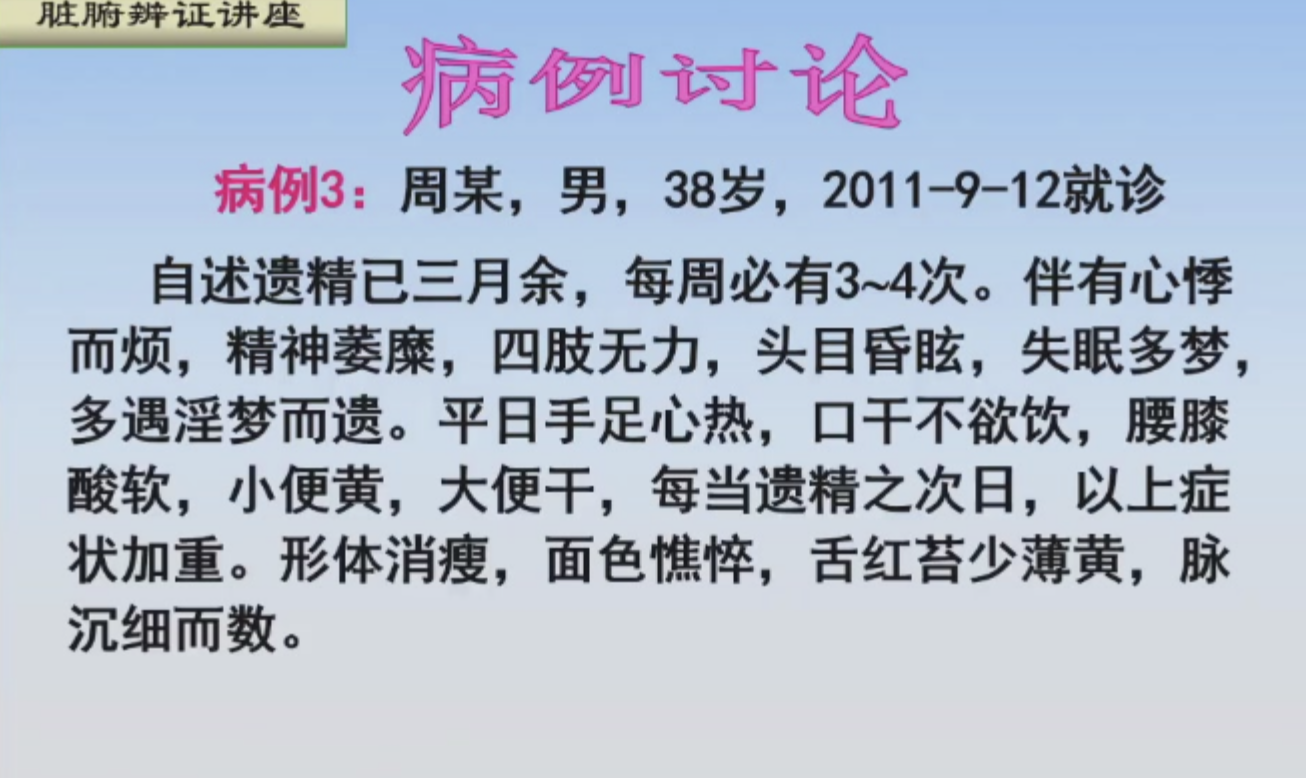 脏腑辨证讲座
病例讨论
病例3：周某，男，38岁，2011-9-12就诊
自述遗精已三月余，每周必有3~4次。伴有心悸
而烦，精神萎糜，四肢无力，头目昏眩，失眠多梦，
多遇淫梦而遗。平日手足心热，口干不欲饮，腰膝
酸软，小便黄，大便干，每当遗精之次日，以上症
状加重。形体消瘦，面色憔悴，舌红苔少薄黄，脉
沉细而数。